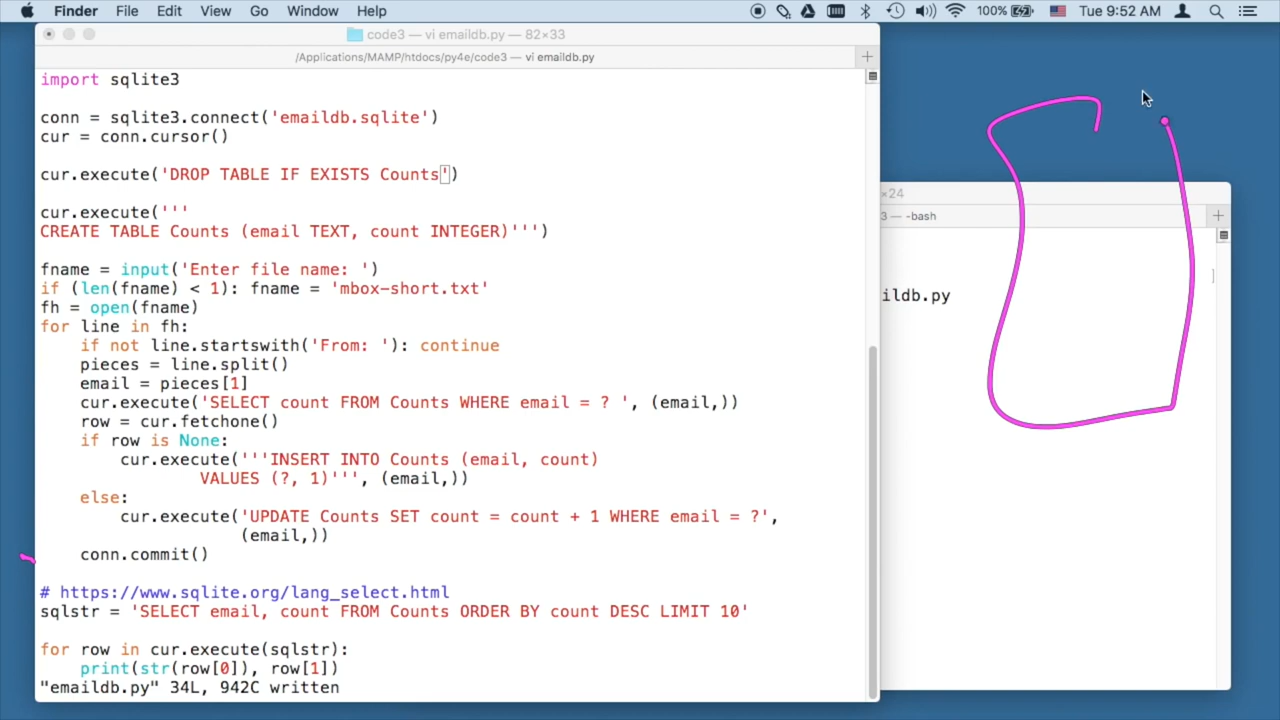 Finder File Edit View Go Window Help 100% Tue 9:52 AM
code3 — vi emaildb.py — 82×33
/Applications/MAMP/htdocs/py4e/code3 — vi emaildb.py +
import sqlite3
conn = sqlite3.connect('emaildb.sqlite')
cur = conn.cursor()
cur.execute('DROP TABLE IF EXISTS Counts')
cur.execute('''
CREATE TABLE Counts (email TEXT, count INTEGER)''')
fname = input('Enter file name: ')
if (len(fname) < 1): fname = 'mbox-short.txt'
fh = open(fname)
for line in fh:
    if not line.startswith('From: '): continue
    pieces = line.split()
    email = pieces[1]
    cur.execute('SELECT count FROM Counts WHERE email = ? ', (email,))
    row = cur.fetchone()
    if row is None:
        cur.execute('''INSERT INTO Counts (email, count)
                VALUES (?, 1)''', (email,))
    else:
        cur.execute('UPDATE Counts SET count = count + 1 WHERE email = ?',
                    (email,))
    conn.commit()
# https://www.sqlite.org/lang_select.html
sqlstr = 'SELECT email, count FROM Counts ORDER BY count DESC LIMIT 10'
for row in cur.execute(sqlstr):
    print(str(row[0]), row[1])
"emaildb.py" 34L, 942C written
×24
3 — -bash +
]
ildb.py